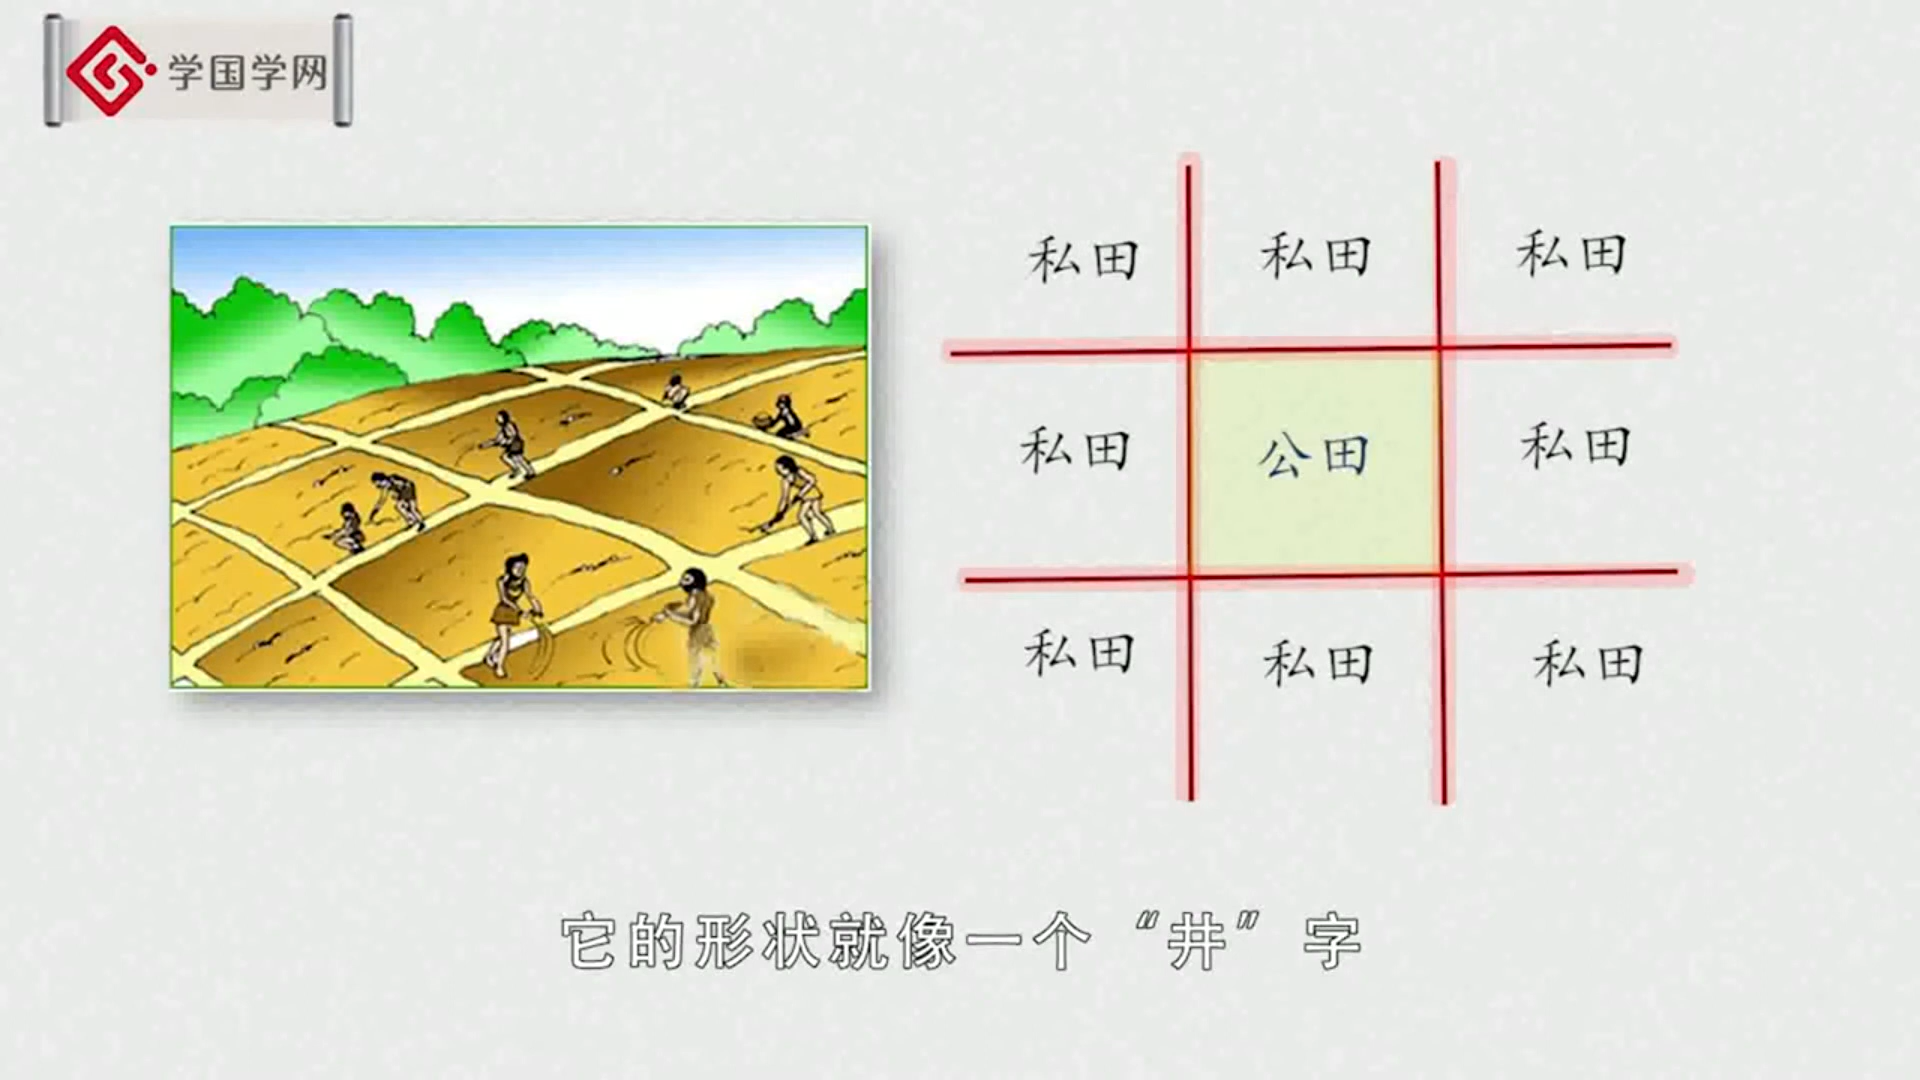 学国学网
私田 私田 私田
私田 公田 私田
私田 私田 私田
它的形状就像一个“井”字